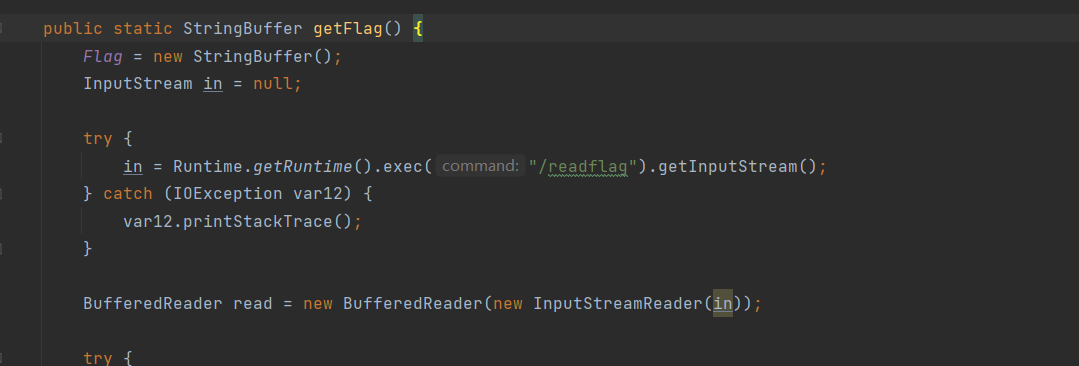 public static StringBuffer getFlag() {
Flag = new StringBuffer();
InputStream in = null;
try {
in = Runtime.getRuntime().exec( command: "/readflag").getInputStream();
} catch (IOException var12) {
var12.printStackTrace();
}
BufferedReader read = new BufferedReader(new InputStreamReader(in));
try {